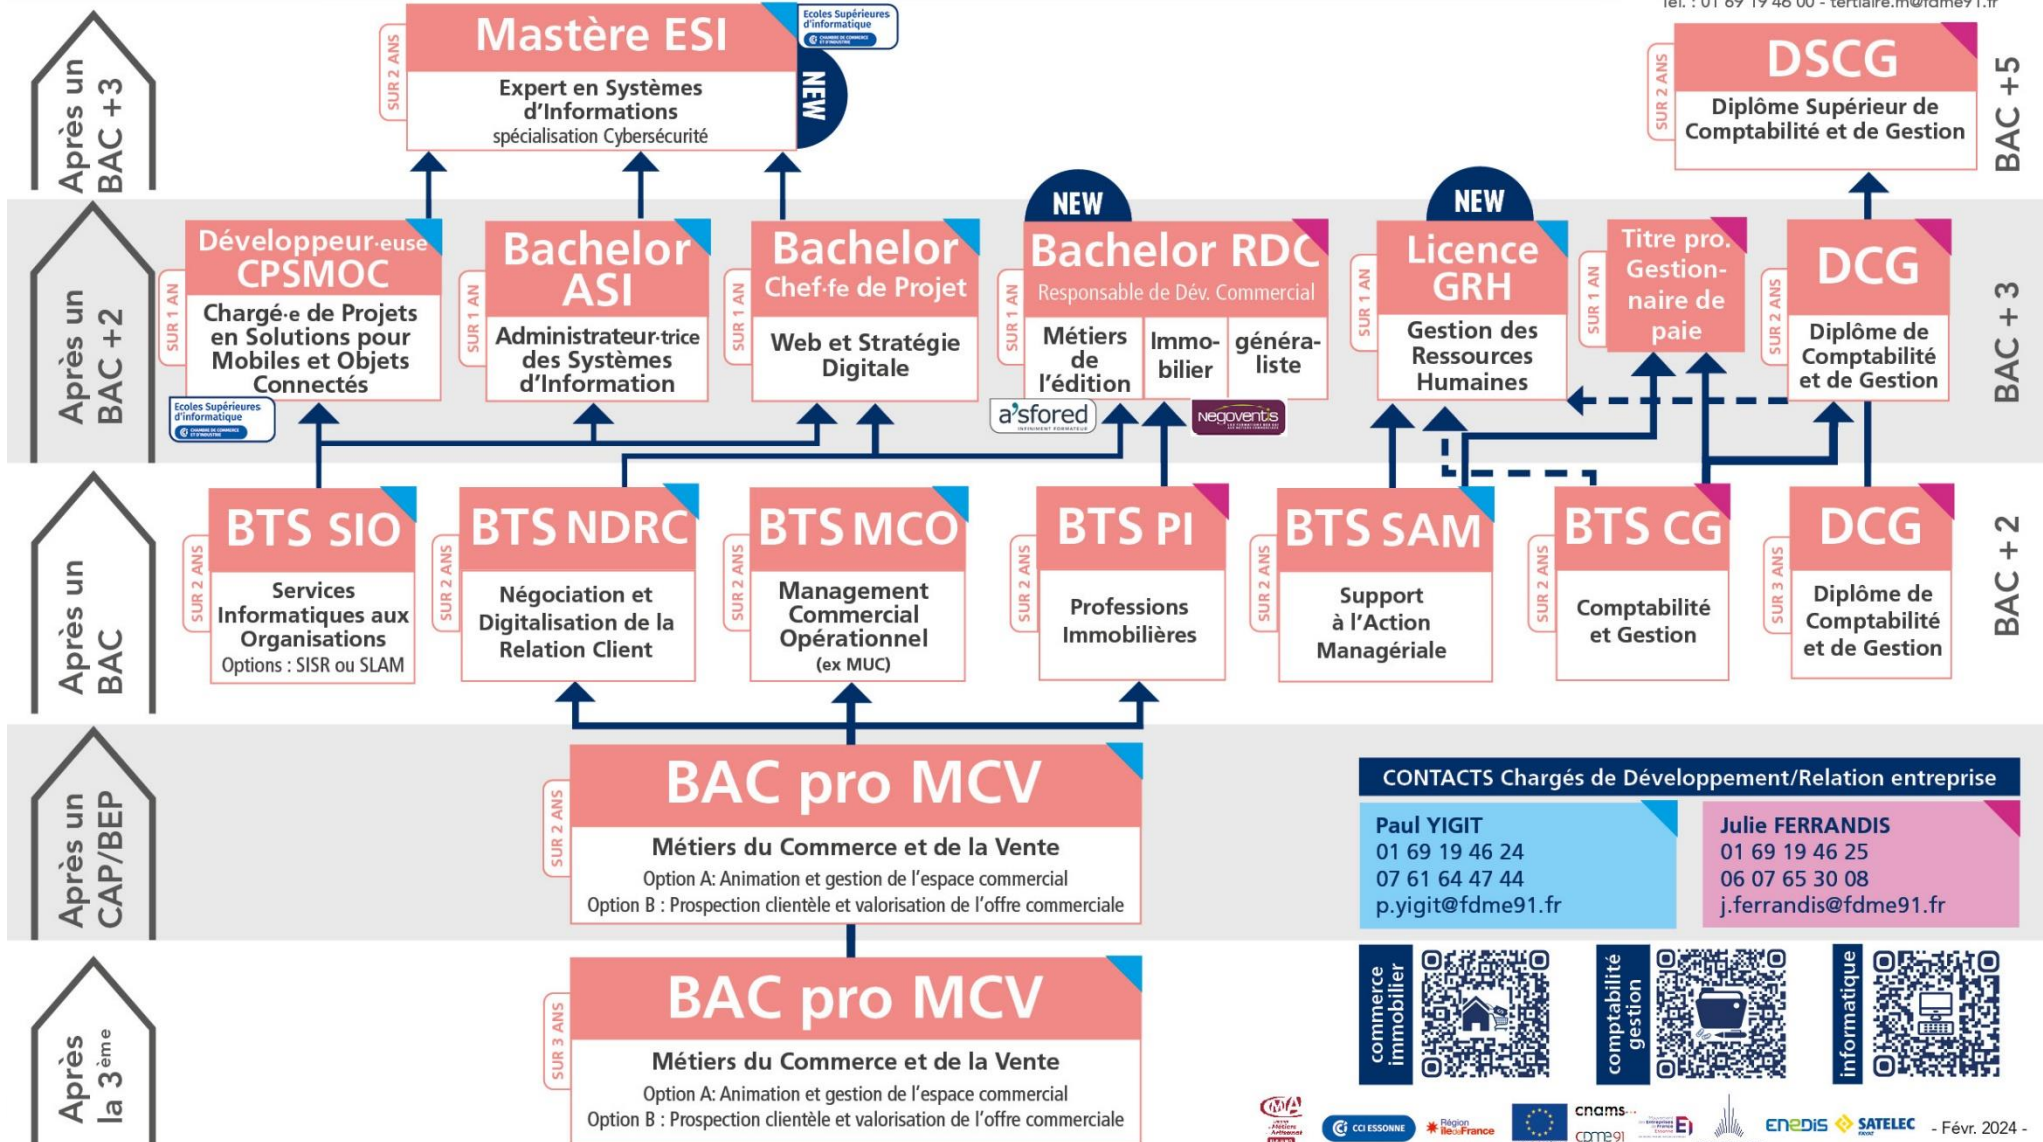 Tél. : 01 69 19 46 00 - tertiaire.m@fdme91.fr
Après un
BAC +3
SUR 2 ANS
Mastère ESI
Expert en Systèmes
d'Informations
spécialisation Cybersécurité
Ecoles Supérieures
d'informatique
CHAMBRE DE COMMERCE
ET D'INDUSTRIE
NEW
SUR 2 ANS
DSCG
Diplôme Supérieur de
Comptabilité et de Gestion
BAC +5
Après un
BAC +2
SUR 1 AN
Développeur·euse
CPSMOC
Chargé·e de Projets
en Solutions pour
Mobiles et Objets
Connectés
Ecoles Supérieures
d'informatique
CHAMBRE DE COMMERCE
ET D'INDUSTRIE
SUR 1 AN
Bachelor
ASI
Administrateur·trice
des Systèmes
d'Information
SUR 1 AN
Bachelor
Chef·fe de Projet
Web et Stratégie
Digitale
NEW
SUR 1 AN
Bachelor RDC
Responsable de Dév. Commercial
Métiers
de
l'édition
Immo-
bilier
généra-
liste
a'sfored
INFINIMENT FORMATEUR
Negoventis
NEW
SUR 1 AN
Licence
GRH
Gestion des
Ressources
Humaines
SUR 1 AN
Titre pro.
Gestion-
naire de
paie
SUR 2 ANS
DCG
Diplôme de
Comptabilité
et de Gestion
BAC +3
Après un
BAC
SUR 2 ANS
BTS SIO
Services
Informatiques aux
Organisations
Options : SISR ou SLAM
SUR 2 ANS
BTS NDRC
Négociation et
Digitalisation de la
Relation Client
SUR 2 ANS
BTS MCO
Management
Commercial
Opérationnel
(ex MUC)
SUR 2 ANS
BTS PI
Professions
Immobilières
SUR 2 ANS
BTS SAM
Support
à l'Action
Managériale
SUR 2 ANS
BTS CG
Comptabilité
et Gestion
SUR 3 ANS
DCG
Diplôme de
Comptabilité
et de Gestion
BAC +2
Après un
CAP/BEP
SUR 2 ANS
BAC pro MCV
Métiers du Commerce et de la Vente
Option A: Animation et gestion de l'espace commercial
Option B : Prospection clientèle et valorisation de l'offre commerciale
CONTACTS Chargés de Développement/Relation entreprise
Paul YIGIT
01 69 19 46 24
07 61 64 47 44
p.yigit@fdme91.fr
Julie FERRANDIS
01 69 19 46 25
06 07 65 30 08
j.ferrandis@fdme91.fr
Après
la 3ème
SUR 3 ANS
BAC pro MCV
Métiers du Commerce et de la Vente
Option A: Animation et gestion de l'espace commercial
Option B : Prospection clientèle et valorisation de l'offre commerciale
commerce
immobilier
comptabilité
gestion
informatique
CMA
CCI ESSONNE
Région
îledeFrance
cnams
CDME91
ENEDIS
SATELEC
- Févr. 2024 -